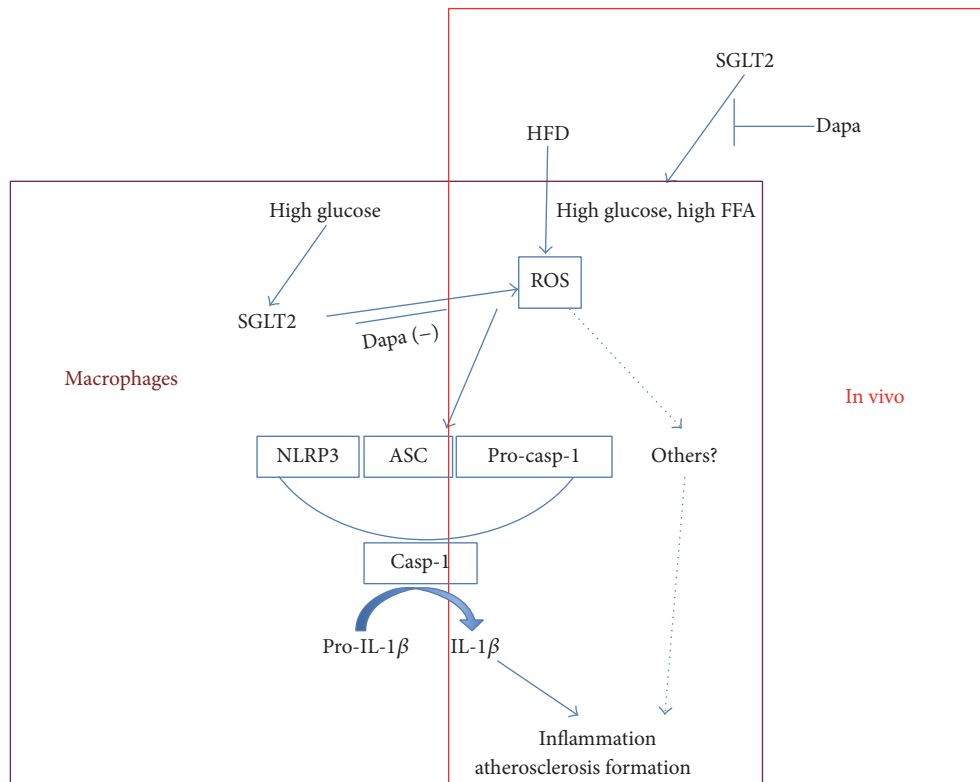 SGLT2
Dapa
HFD
High glucose
High glucose, high FFA
ROS
SGLT2
Dapa (−)
Macrophages
In vivo
NLRP3
ASC
Pro-casp-1
Others?
Casp-1
Pro-IL-1β
IL-1β
Inflammation
atherosclerosis formation